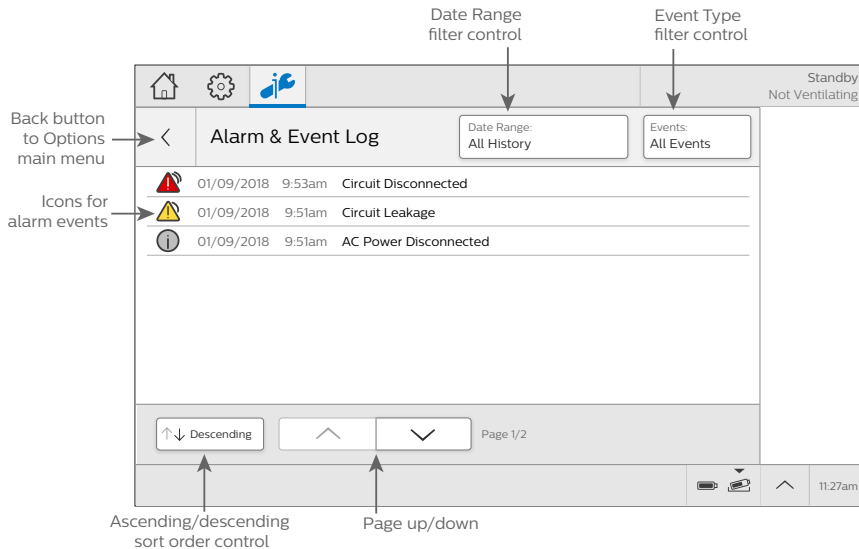 Date Range
filter control
Event Type
filter control
Standby
Not Ventilating
Back button
to Options
main menu
Alarm & Event Log
Date Range:
All History
Events:
All Events
Icons for
alarm events
01/09/2018 9:53am Circuit Disconnected
01/09/2018 9:51am Circuit Leakage
01/09/2018 9:51am AC Power Disconnected
Descending
Page 1/2
11:27am
Ascending/descending
sort order control
Page up/down